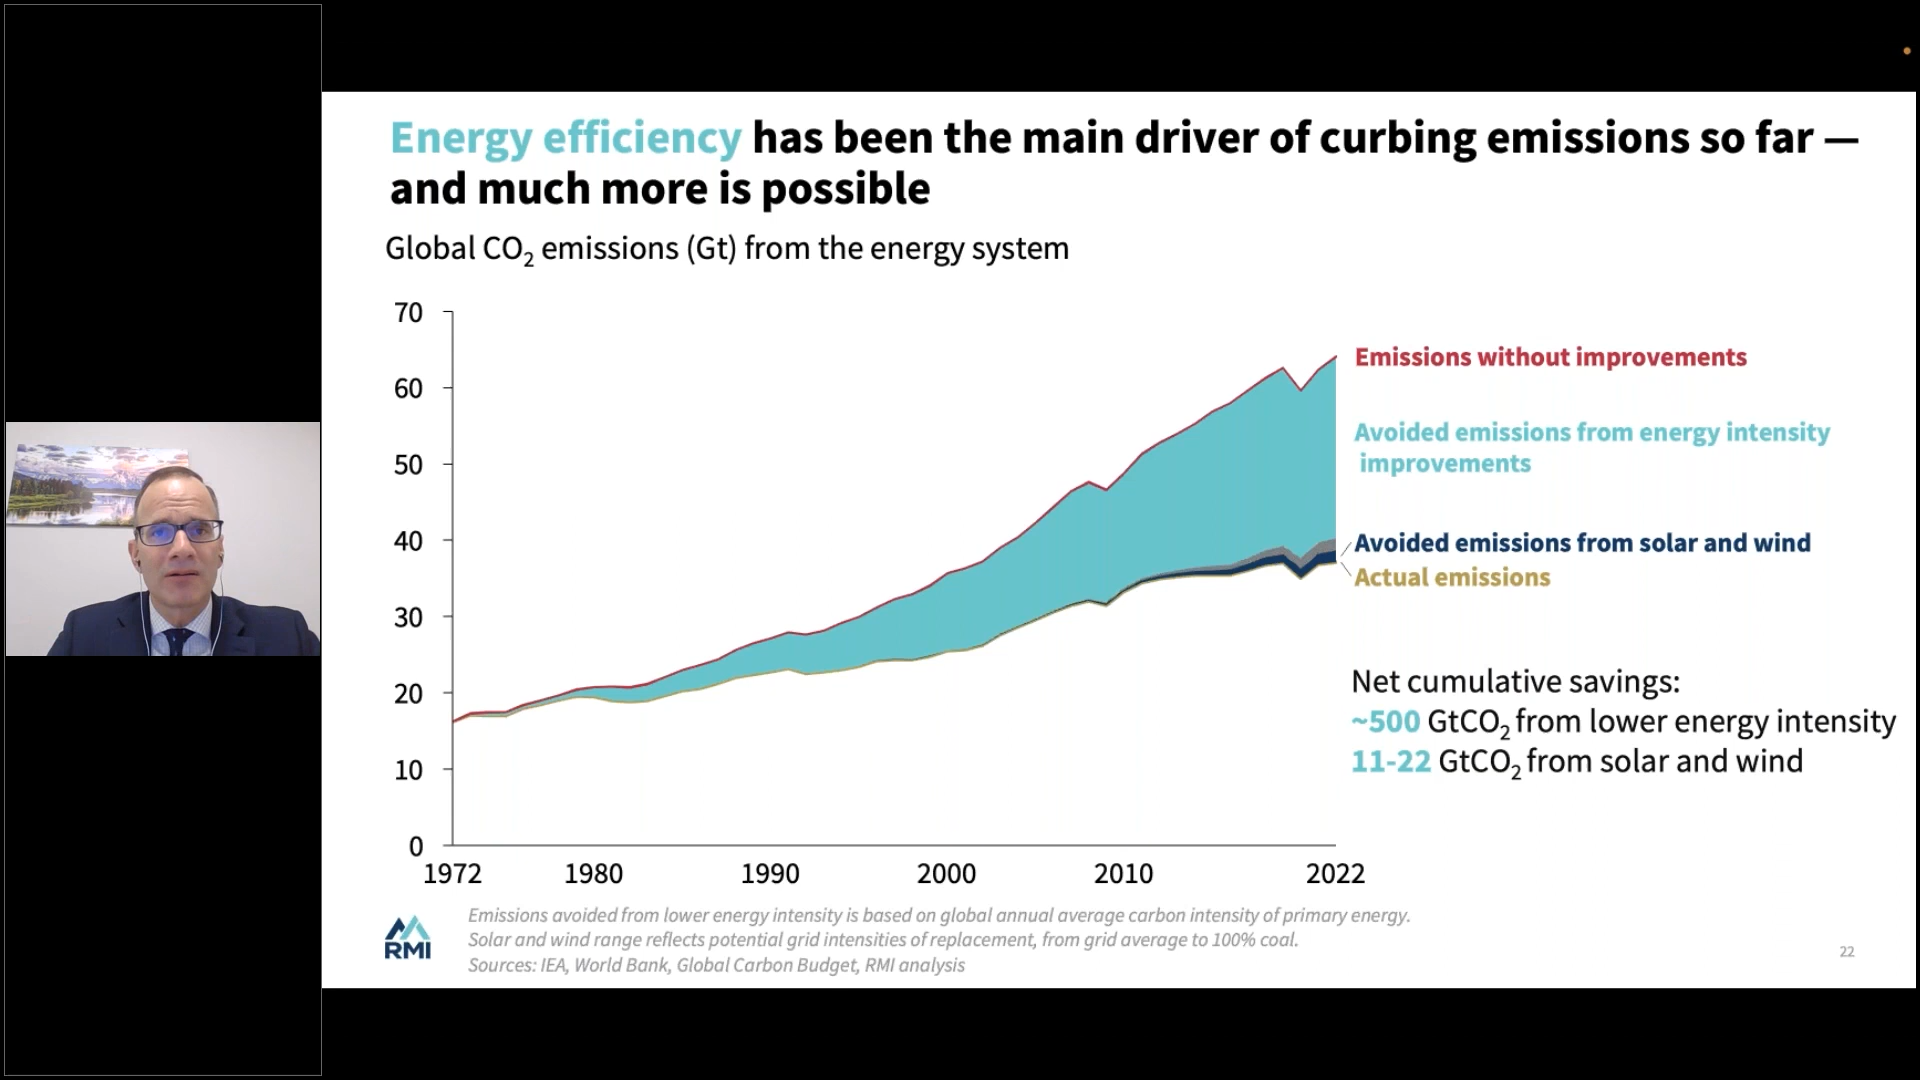 Energy efficiency has been the main driver of curbing emissions so far —
and much more is possible
Global CO₂ emissions (Gt) from the energy system
70
60
50
40
30
20
10
0
1972
1980
1990
2000
2010
2022
Emissions without improvements
Avoided emissions from energy intensity
improvements
Avoided emissions from solar and wind
Actual emissions
Net cumulative savings:
~500 GtCO₂ from lower energy intensity
11-22 GtCO₂ from solar and wind
RMI
Emissions avoided from lower energy intensity is based on global annual average carbon intensity of primary energy.
Solar and wind range reflects potential grid intensities of replacement, from grid average to 100% coal.
Sources: IEA, World Bank, Global Carbon Budget, RMI analysis
22